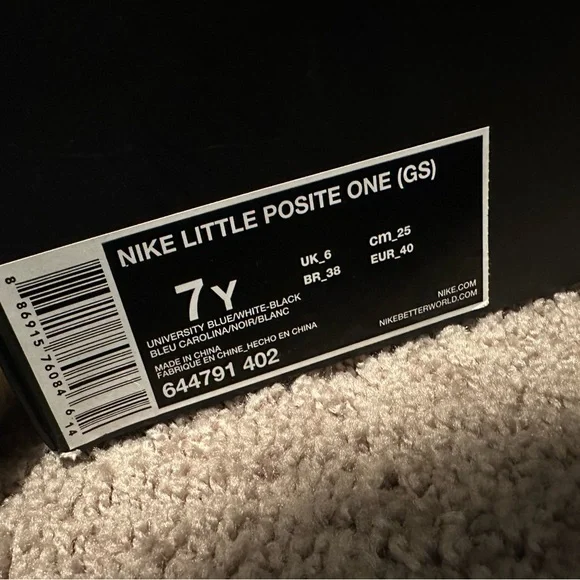 NIKE LITTLE POSITE ONE (GS)
7Y
UK_6
cm_25
BR_38
EUR_40
UNIVERSITY BLUE/WHITE-BLACK
BLEU CAROLINA/NOIR/BLANC
NIKE.COM
NIKEBETTERWORLD.COM
MADE IN CHINA
FABRIQUE EN CHINE_HECHO EN CHINA
644791 402
8 86915 76084 6 14